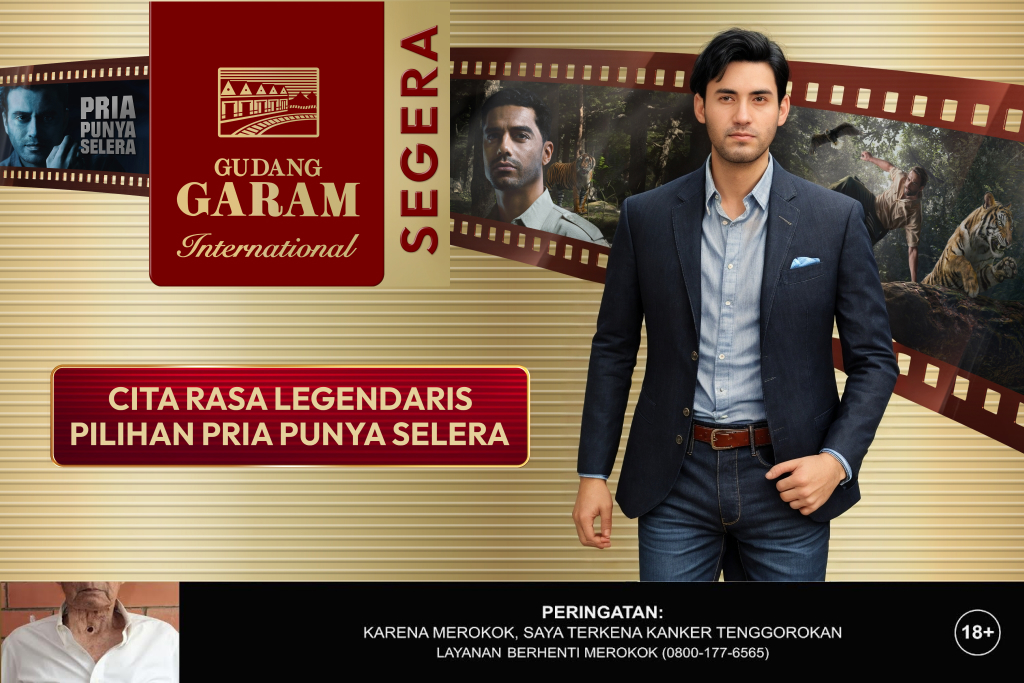 PRIA
PUNYA
SELERA
GUDANG
GARAM
International
SEGERA
CITA RASA LEGENDARIS
PILIHAN PRIA PUNYA SELERA
PERINGATAN:
KARENA MEROKOK, SAYA TERKENA KANKER TENGGOROKAN
LAYANAN BERHENTI MEROKOK (0800-177-6565)
18+